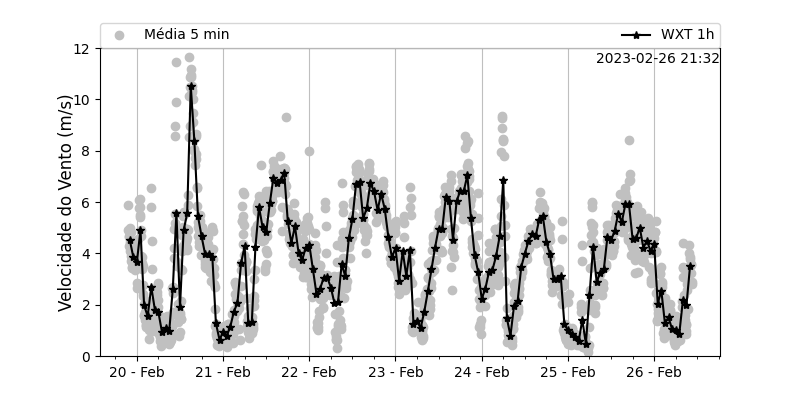 Média 5 min
WXT 1h
2023-02-26 21:32
Velocidade do Vento (m/s)
12
10
8
6
4
2
0
20 - Feb
21 - Feb
22 - Feb
23 - Feb
24 - Feb
25 - Feb
26 - Feb